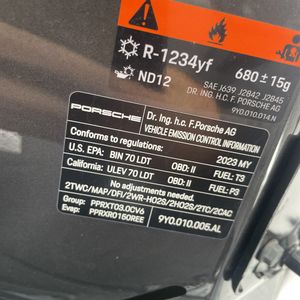 R-1234yf
680 ± 15g
ND12
SAE J639 J2842 J2845
DR. ING. H.C. F. PORSCHE AG
9Y0.010.014.N
PORSCHE
Dr. Ing. h.c. F. Porsche AG
VEHICLE EMISSION CONTROL INFORMATION
Conforms to regulations:
2023 MY
U.S. EPA: BIN 70 LDT OBD: II FUEL: T3
California: ULEV 70 LDT OBD: II FUEL: P3
No adjustments needed.
2TWC/MAP/DFI/2WR-HO2S/2HO2S/2TC/2CAC
Group: PPRXT03.0CV6
Evap: PPRXR0160REE
9Y0.010.005.AL